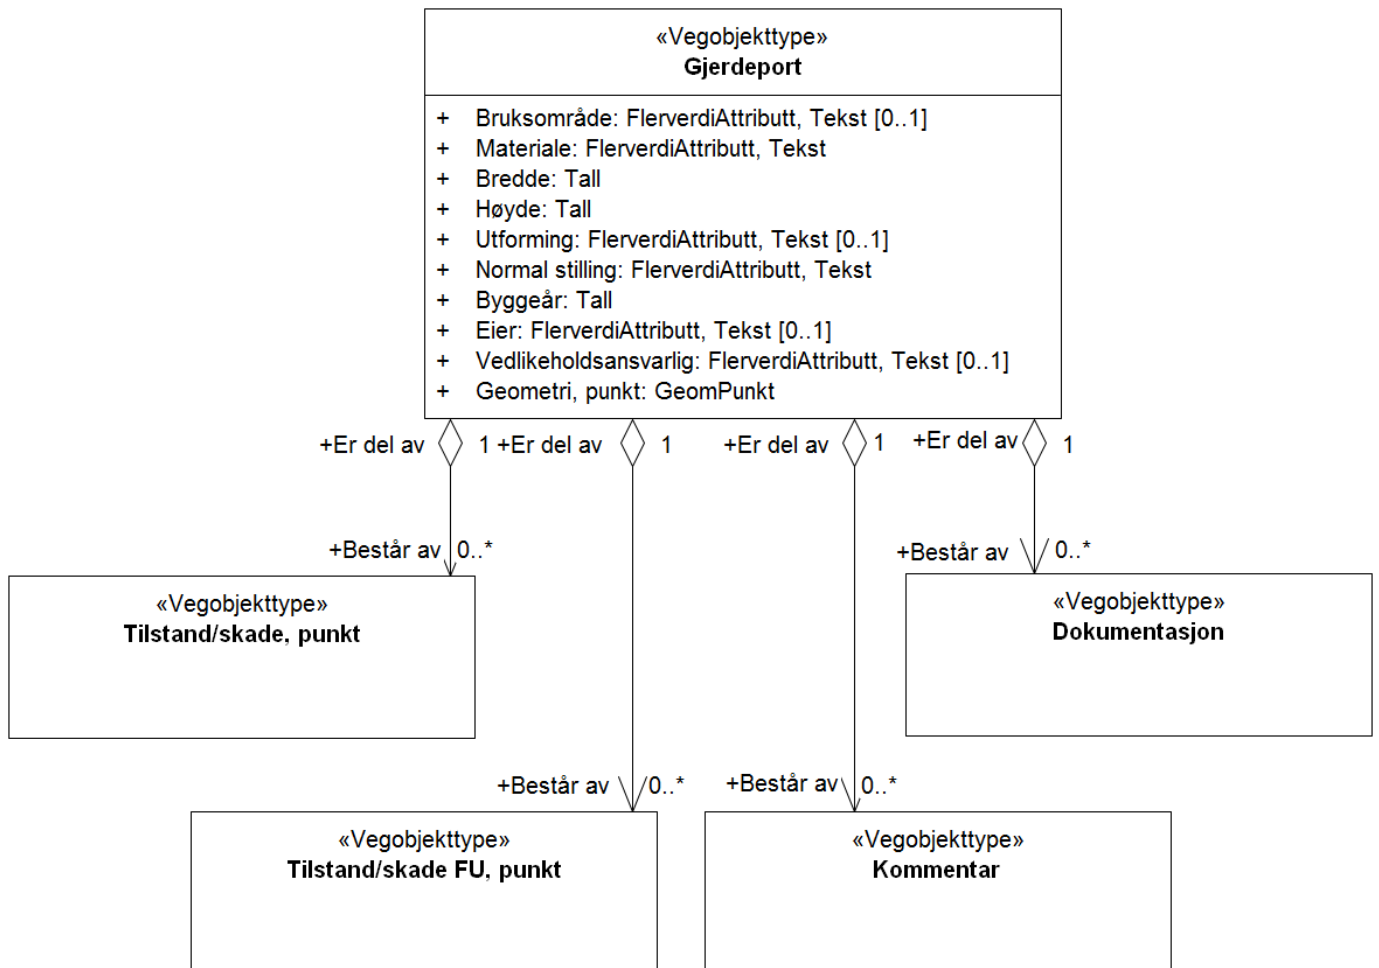 «Vegobjekttype»
Gjerdeport
+ Bruksområde: FlerverdiAttributt, Tekst [0..1]
+ Materiale: FlerverdiAttributt, Tekst
+ Bredde: Tall
+ Høyde: Tall
+ Utforming: FlerverdiAttributt, Tekst [0..1]
+ Normal stilling: FlerverdiAttributt, Tekst
+ Byggeår: Tall
+ Eier: FlerverdiAttributt, Tekst [0..1]
+ Vedlikeholdsansvarlig: FlerverdiAttributt, Tekst [0..1]
+ Geometri, punkt: GeomPunkt
+Er del av 1 +Er del av 1 +Er del av 1 +Er del av 1
+Består av 0..* +Består av 0..*
«Vegobjekttype»
Tilstand/skade, punkt
«Vegobjekttype»
Dokumentasjon
+Består av 0..* +Består av 0..*
«Vegobjekttype»
Tilstand/skade FU, punkt
«Vegobjekttype»
Kommentar